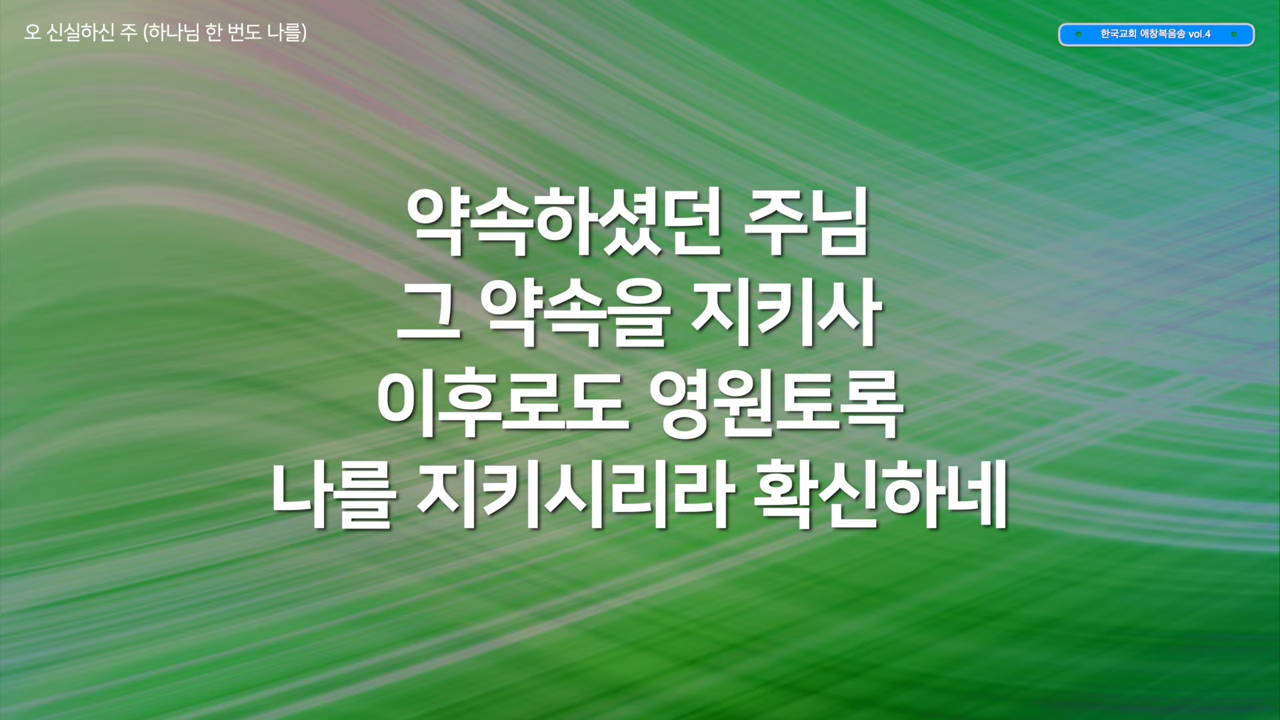 오 신실하신 주 (하나님 한 번도 나를)
한국교회 애창복음송 vol.4
약속하셨던 주님
그 약속을 지키사
이후로도 영원토록
나를 지키시리라 확신하네